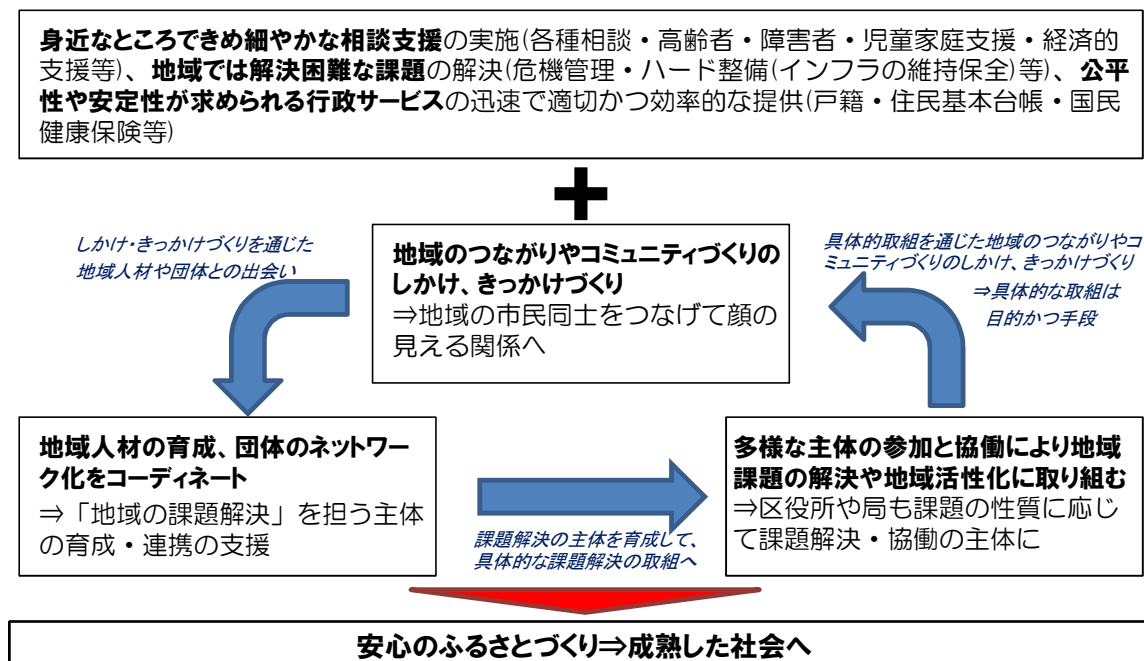 身近なところできめ細やかな相談支援の実施(各種相談・高齢者・障害者・児童家庭支援・経済的
支援等)、地域では解決困難な課題の解決(危機管理・ハード整備(インフラの維持保全)等)、公平
性や安定性が求められる行政サービスの迅速で適切かつ効率的な提供(戸籍・住民基本台帳・国民
健康保険等)
+
しかけ・きっかけづくりを通じた
地域人材や団体との出会い
地域のつながりやコミュニティづくりの
しかけ、きっかけづくり
⇒地域の市民同士をつなげて顔の
見える関係へ
具体的取組を通じた地域のつながりやコ
ミュニティづくりのしかけ、きっかけづくり
⇒具体的な取組は
目的かつ手段
地域人材の育成、団体のネットワー
ク化をコーディネート
⇒「地域の課題解決」を担う主体
の育成・連携の支援
課題解決の主体を育成して、
具体的な課題解決の取組へ
多様な主体の参加と協働により地域
課題の解決や地域活性化に取り組む
⇒区役所や局も課題の性質に応じ
て課題解決・協働の主体に
安心のふるさとづくり⇒成熟した社会へ